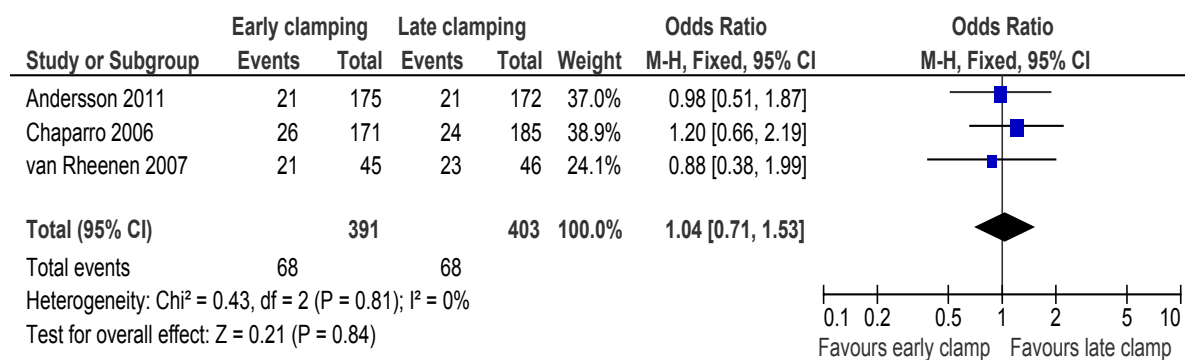 Early clamping Late clamping Odds Ratio Odds Ratio
Study or Subgroup Events Total Events Total Weight M-H, Fixed, 95% CI M-H, Fixed, 95% CI
Andersson 2011 21 175 21 172 37.0% 0.98 [0.51, 1.87]
Chaparro 2006 26 171 24 185 38.9% 1.20 [0.66, 2.19]
van Rheenen 2007 21 45 23 46 24.1% 0.88 [0.38, 1.99]
Total (95% CI) 391 403 100.0% 1.04 [0.71, 1.53]
Total events 68 68
Heterogeneity: Chi² = 0.43, df = 2 (P = 0.81); I² = 0%
Test for overall effect: Z = 0.21 (P = 0.84)
0.1 0.2 0.5 1 2 5 10
Favours early clamp Favours late clamp